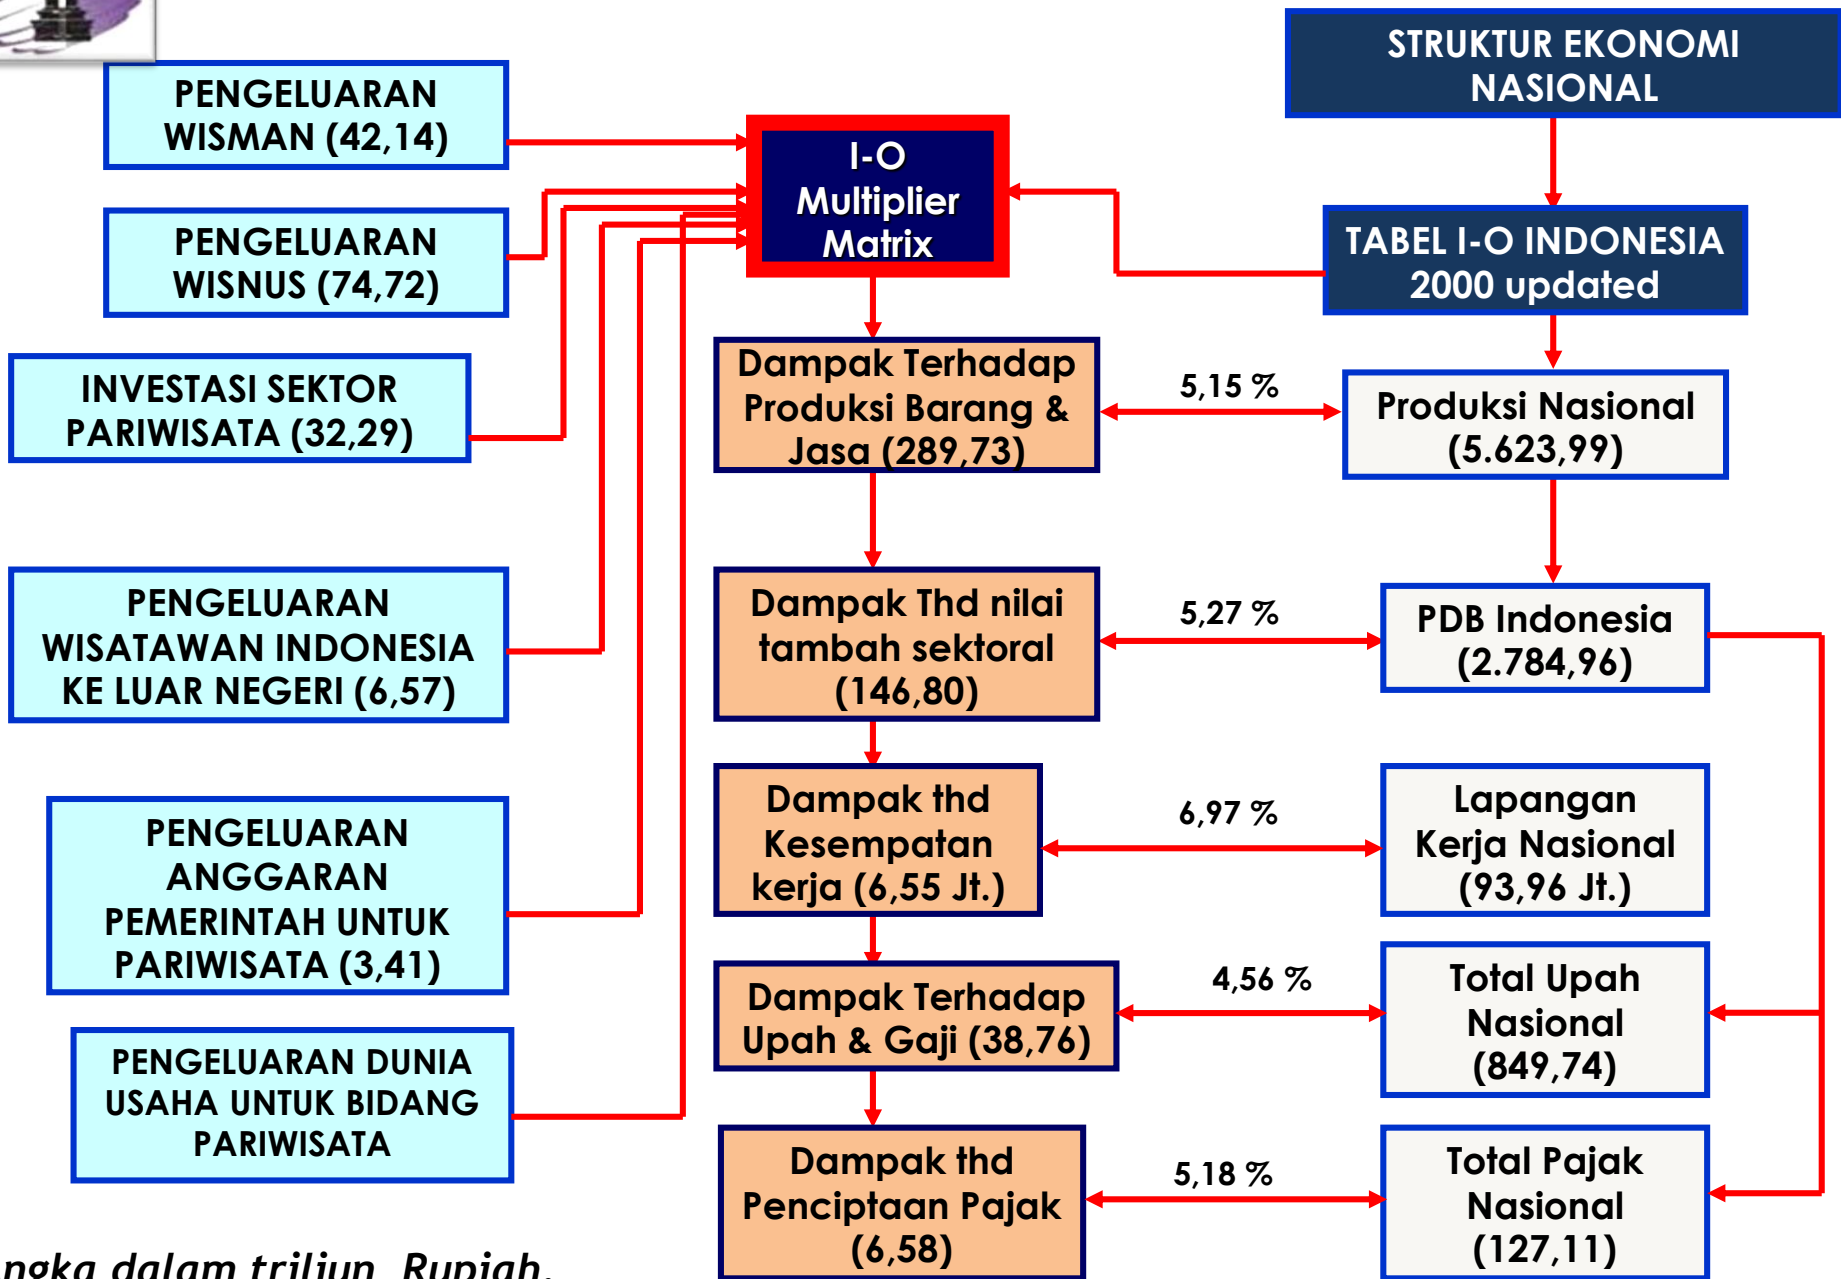 PENGELUARAN
WISMAN (42,14)
PENGELUARAN
WISNUS (74,72)
INVESTASI SEKTOR
PARIWISATA (32,29)
PENGELUARAN
WISATAWAN INDONESIA
KE LUAR NEGERI (6,57)
PENGELUARAN
ANGGARAN
PEMERINTAH UNTUK
PARIWISATA (3,41)
PENGELUARAN DUNIA
USAHA UNTUK BIDANG
PARIWISATA
I-O
Multiplier
Matrix
Dampak Terhadap
Produksi Barang &
Jasa (289,73)
Dampak Thd nilai
tambah sektoral
(146,80)
Dampak thd
Kesempatan
kerja (6,55 Jt.)
Dampak Terhadap
Upah & Gaji (38,76)
Dampak thd
Penciptaan Pajak
(6,58)
5,15 %
5,27 %
6,97 %
4,56 %
5,18 %
STRUKTUR EKONOMI
NASIONAL
TABEL I-O INDONESIA
2000 updated
Produksi Nasional
(5.623,99)
PDB Indonesia
(2.784,96)
Lapangan
Kerja Nasional
(93,96 Jt.)
Total Upah
Nasional
(849,74)
Total Pajak
Nasional
(127,11)
dalam triliun Rupiah.